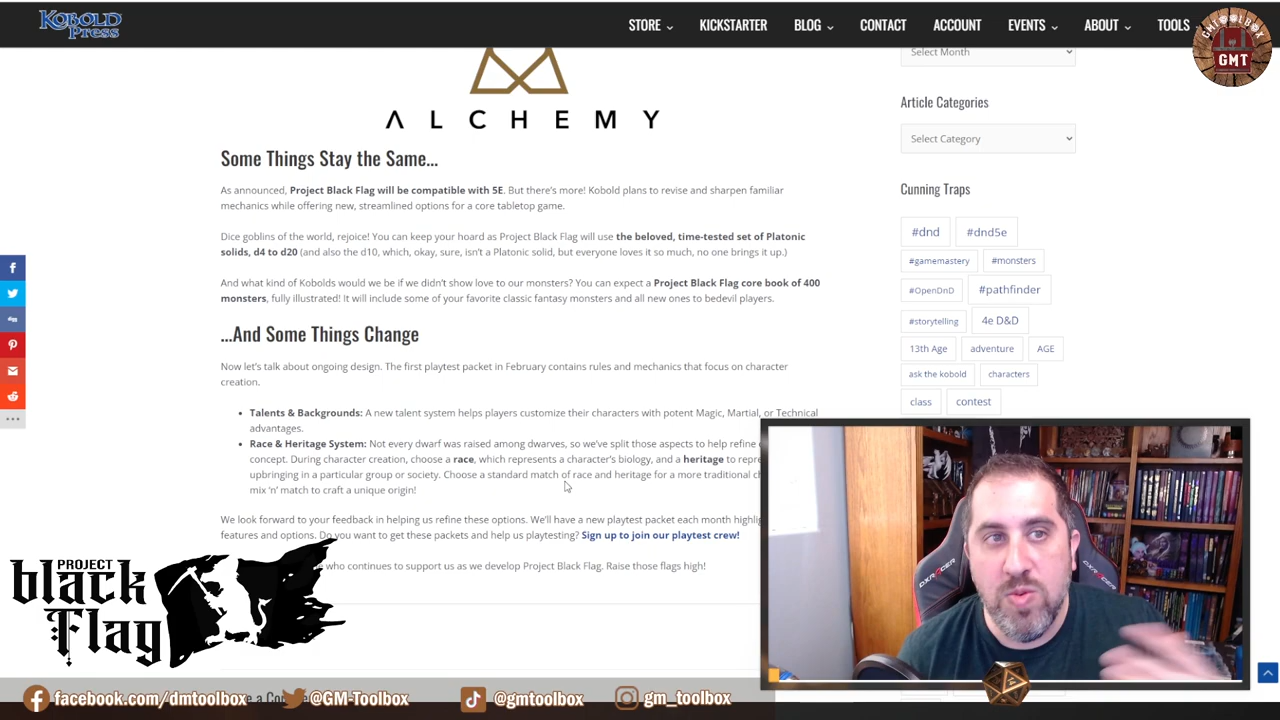 KOBOLD
Press
STORE
KICKSTARTER
BLOG
CONTACT
ACCOUNT
EVENTS
ABOUT
TOOLS
GMTOOLBOX
GMT
ALCHEMY
Some Things Stay the Same...
As announced, Project Black Flag will be compatible with 5E. But there's more! Kobold plans to revise and sharpen familiar
mechanics while offering new, streamlined options for a core tabletop game.
Dice goblins of the world, rejoice! You can keep your hoard as Project Black Flag will use the beloved, time-tested set of Platonic
solids, d4 to d20 (and also the d10, which, okay, sure, isn't a Platonic solid, but everyone loves it so much, no one brings it up.)
And what kind of Kobolds would we be if we didn't show love to our monsters? You can expect a Project Black Flag core book of 400
monsters, fully illustrated! It will include some of your favorite classic fantasy monsters and all new ones to bedevil players.
...And Some Things Change
Now let's talk about ongoing design. The first playtest packet in February contains rules and mechanics that focus on character
creation.
• Talents & Backgrounds: A new talent system helps players customize their characters with potent Magic, Martial, or Technical
advantages.
• Race & Heritage System: Not every dwarf was raised among dwarves, so we've split those aspects to help refine
concept. During character creation, choose a race, which represents a character's biology, and a heritage to repre
upbringing in a particular group or society. Choose a standard match of race and heritage for a more traditional
mix 'n' match to craft a unique origin!
We look forward to your feedback in helping us refine these options. We'll have a new playtest packet each month
features and options. Do you want to get these packets and help us playtesting? Sign up to join our playtest crew!
who continues to support us as we develop Project Black Flag. Raise those flags high!
Select Month
Article Categories
Select Category
Cunning Traps
#dnd
#dnd5e
#gamemastery
#monsters
#OpenDnD
#pathfinder
#storytelling
4e D&D
13th Age
adventure
AGE
ask the kobold
characters
class
contest
PROJECT
black
Flag
DXRACER
DXRACER
facebook.com/dmtoolbox
@GM-Toolbox
@gmtoolbox
gm_toolbox